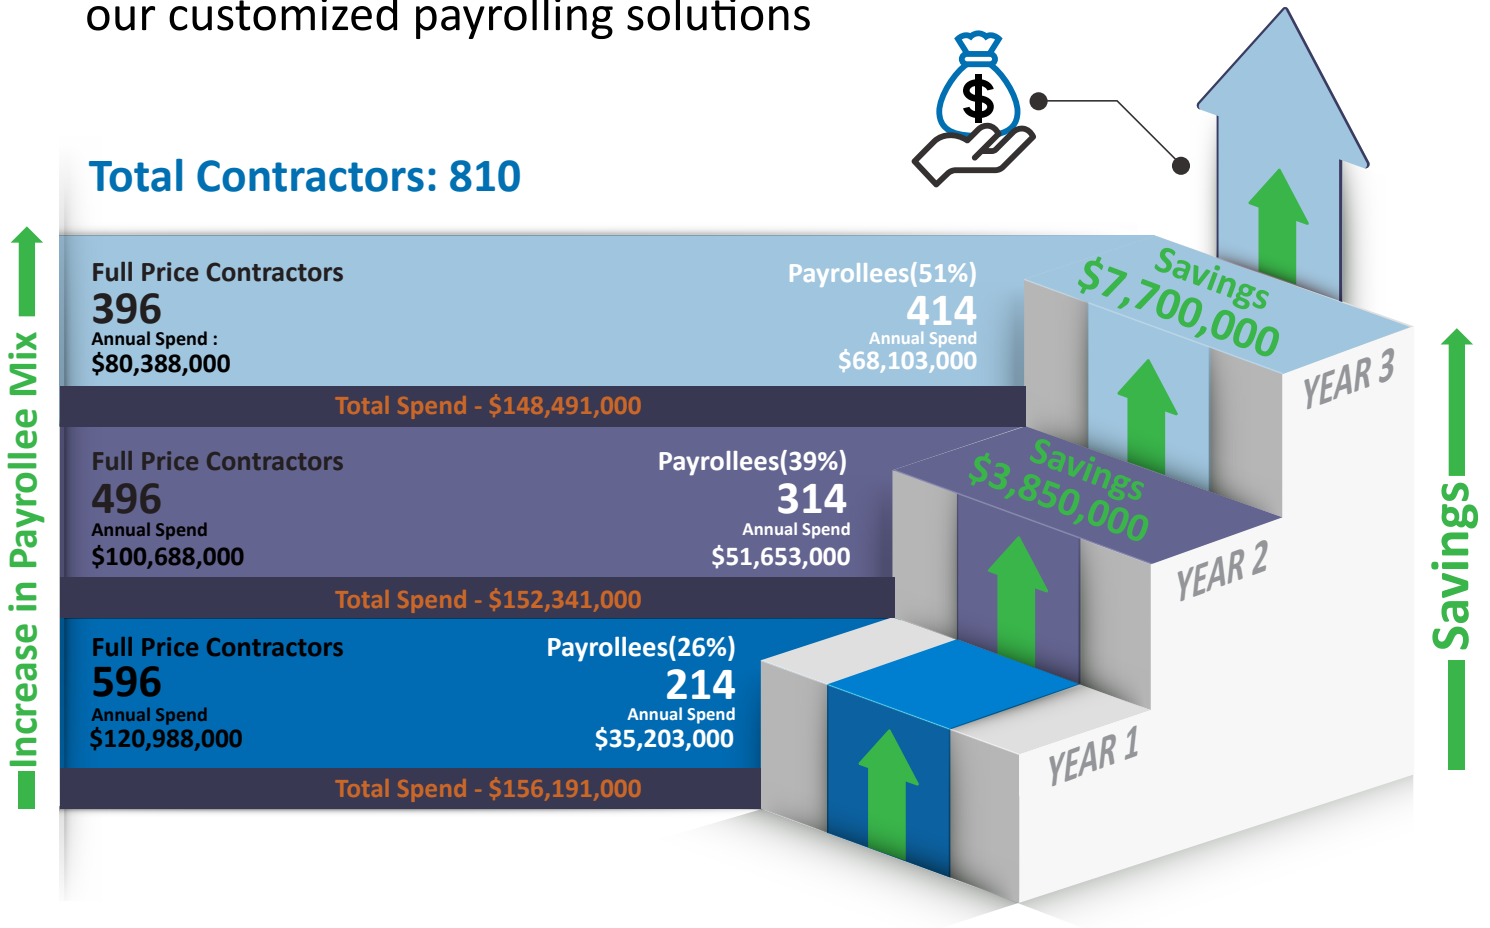 our customized payrolling solutions
$
Total Contractors: 810
Increase in Payrollee Mix
Full Price Contractors
396
Annual Spend :
$80,388,000
Payrollees(51%)
414
Annual Spend
$68,103,000
Savings
$7,700,000
YEAR 3
Total Spend - $148,491,000
Full Price Contractors
496
Annual Spend
$100,688,000
Payrollees(39%)
314
Annual Spend
$51,653,000
Savings
$3,850,000
YEAR 2
Total Spend - $152,341,000
Full Price Contractors
596
Annual Spend
$120,988,000
Payrollees(26%)
214
Annual Spend
$35,203,000
YEAR 1
Total Spend - $156,191,000
Savings